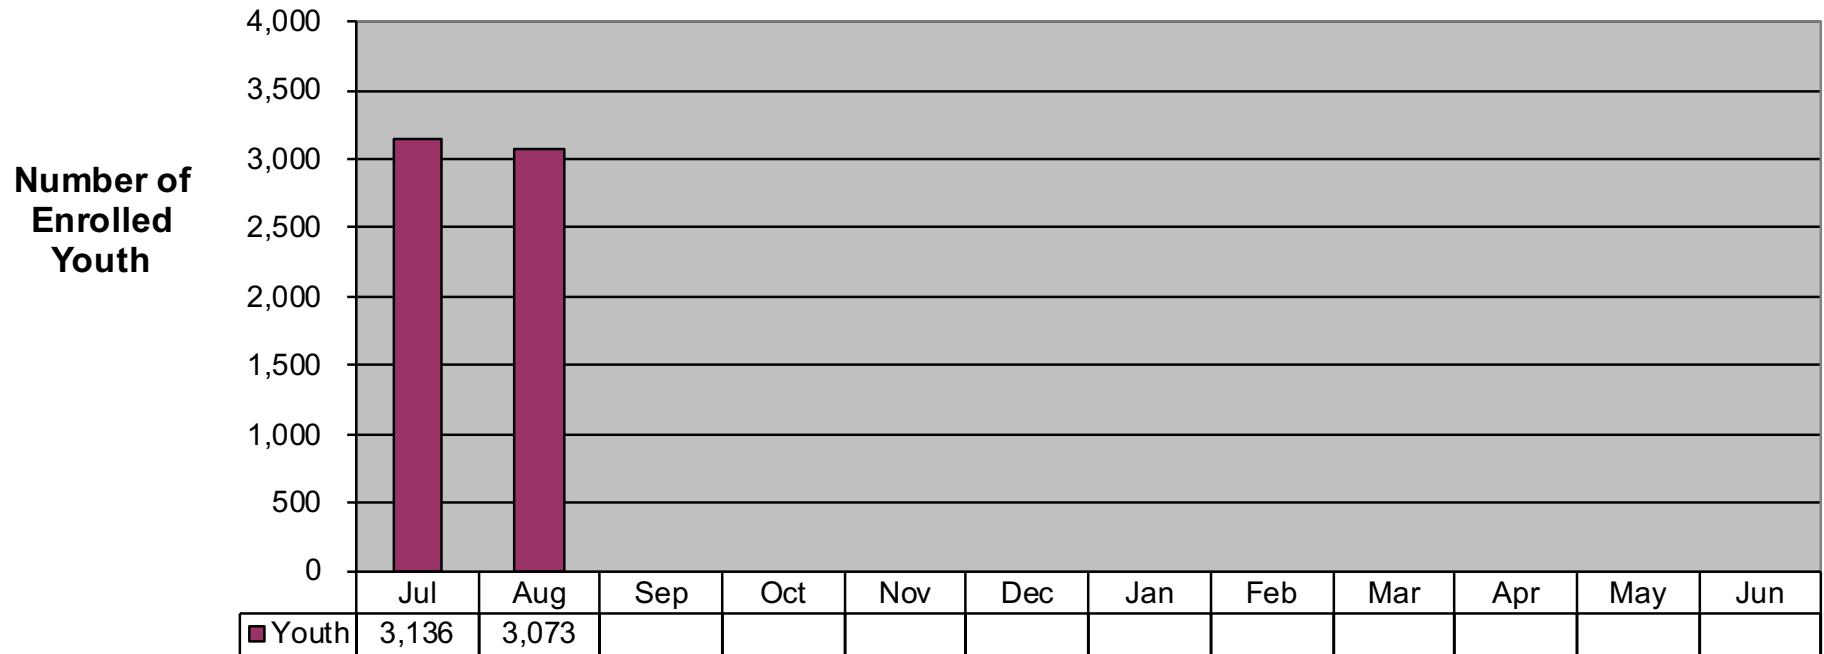 Number of
Enrolled
Youth
4,000
3,500
3,000
2,500
2,000
1,500
1,000
500
0
Jul Aug Sep Oct Nov Dec Jan Feb Mar Apr May Jun
Youth 3,136 3,073